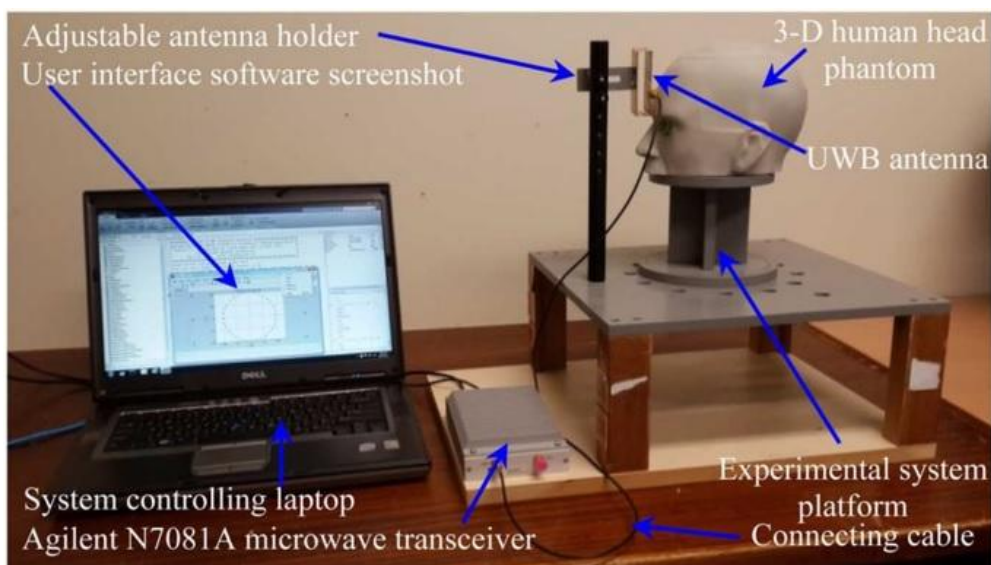 Adjustable antenna holder
User interface software screenshot
3-D human head
phantom
UWB antenna
DELL
System controlling laptop
Agilent N7081A microwave transceiver
Experimental system
platform
Connecting cable